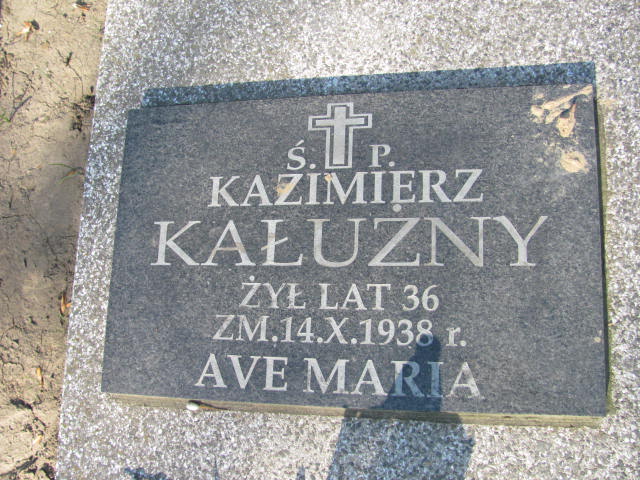 Ś. P.
KAZIMIERZ
KAŁUŻNY
ŻYŁ LAT 36
ZM.14.X.1938 r.
AVE MARIA